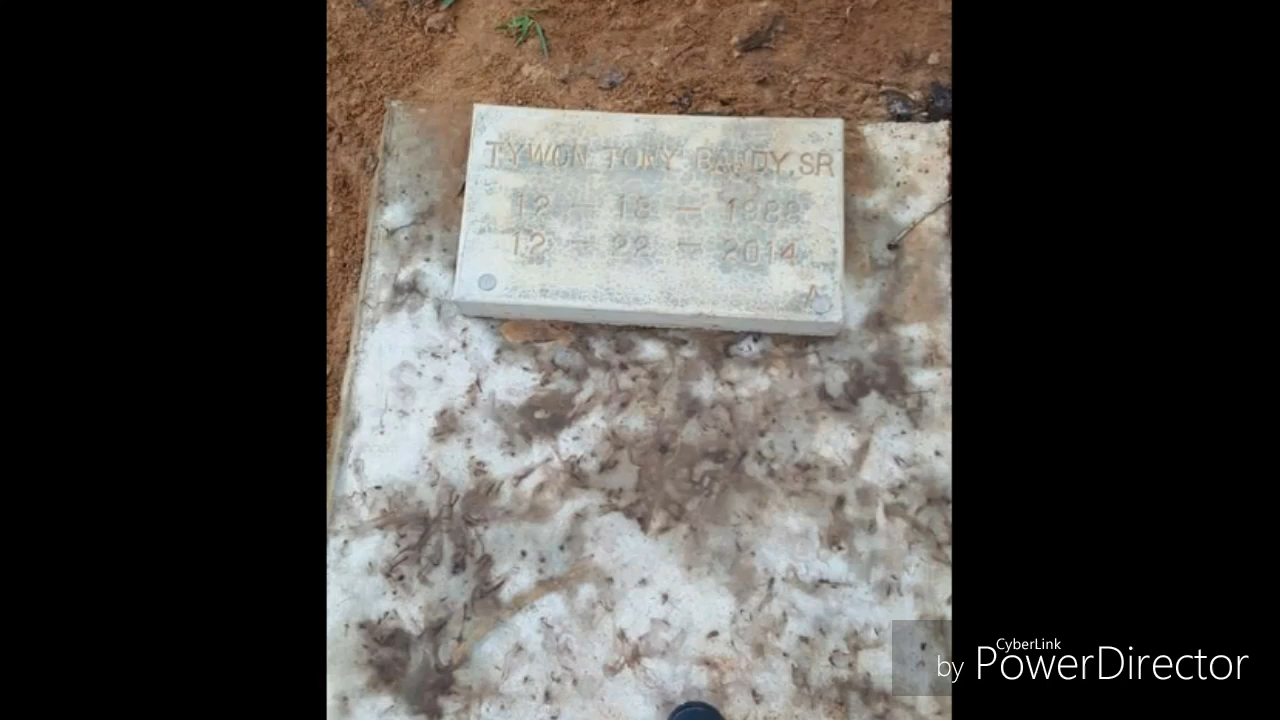 TYWON TONY BANDY, SR
12 – 18 – 1988
12 – 22 – 2014
CyberLink
by PowerDirector